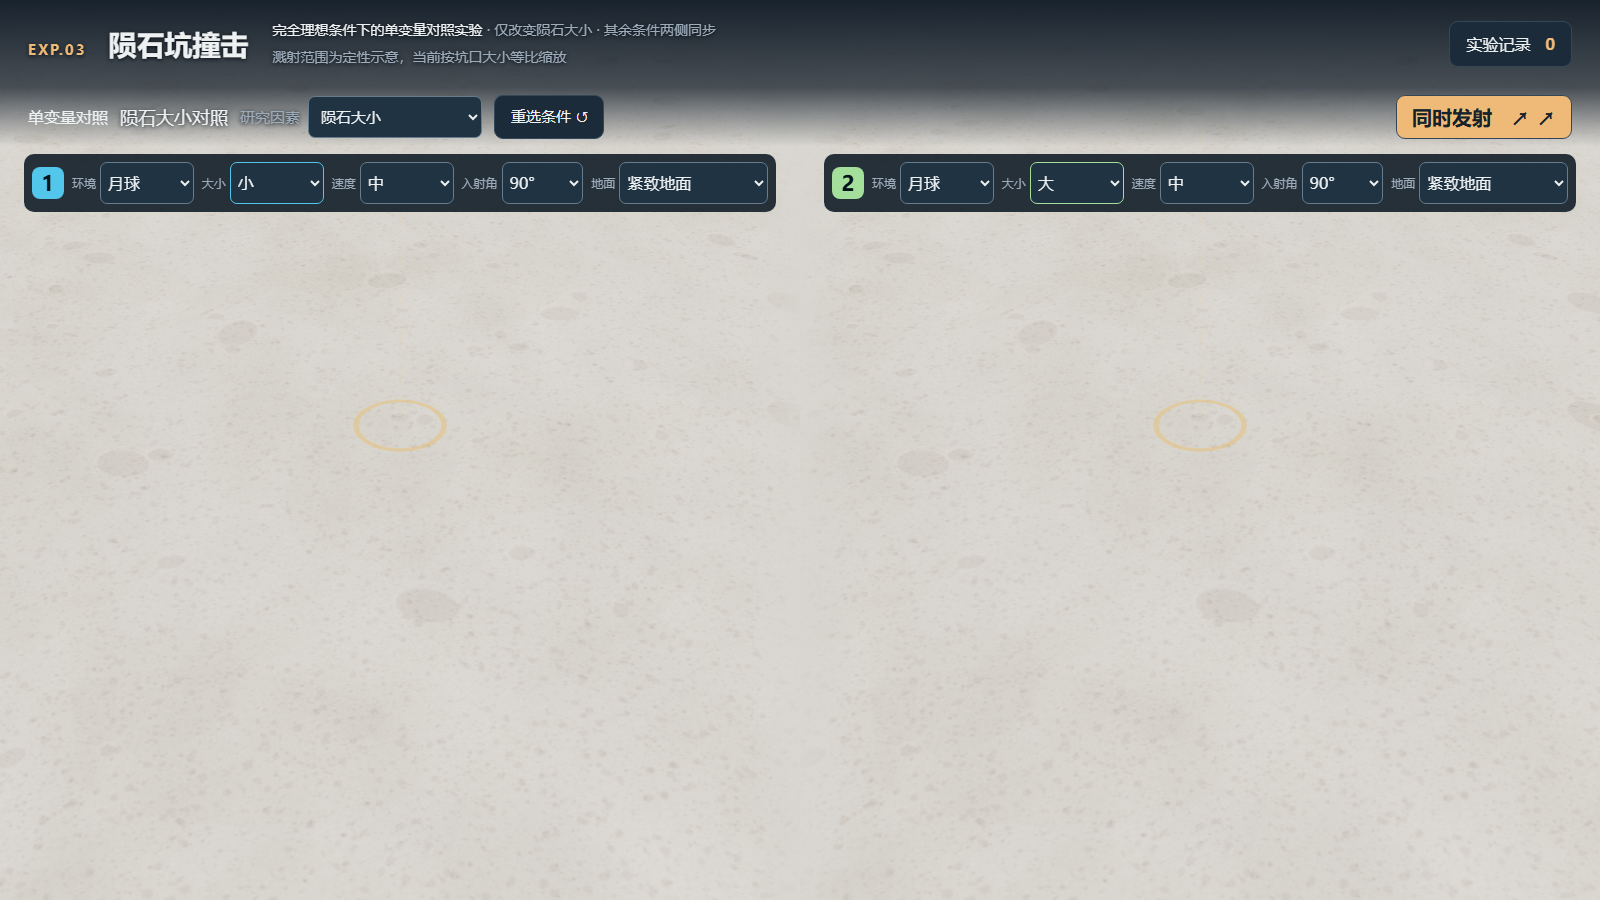 EXP.03 陨石坑撞击
完全理想条件下的单变量对照实验 · 仅改变陨石大小 · 其余条件两侧同步
溅射范围为定性示意，当前按坑口大小等比缩放
实验记录 0
单变量对照 陨石大小对照 研究因素 陨石大小 重选条件 ↺
同时发射 ↗ ↗
1 环境 月球 大小 小 速度 中 入射角 90° 地面 紧致地面
2 环境 月球 大小 大 速度 中 入射角 90° 地面 紧致地面